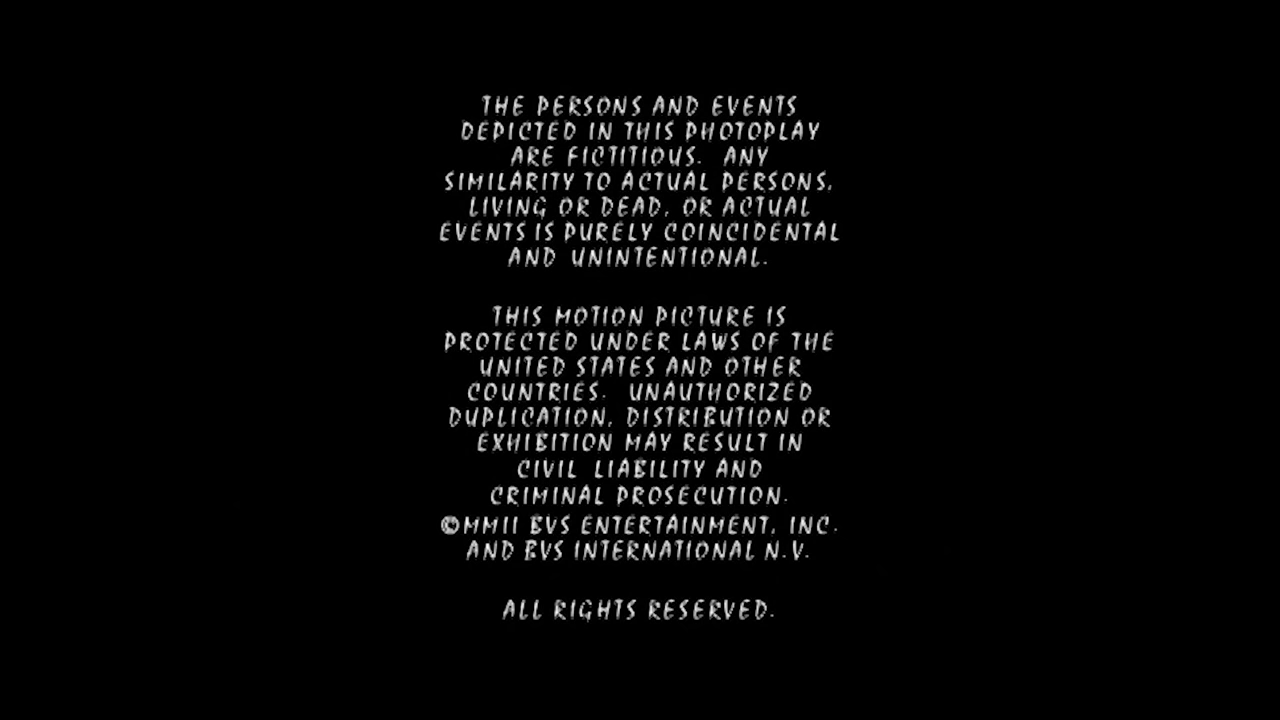 THE PERSONS AND EVENTS
DEPICTED IN THIS PHOTOPLAY
ARE FICTITIOUS. ANY
SIMILARITY TO ACTUAL PERSONS,
LIVING OR DEAD, OR ACTUAL
EVENTS IS PURELY COINCIDENTAL
AND UNINTENTIONAL.
THIS MOTION PICTURE IS
PROTECTED UNDER LAWS OF THE
UNITED STATES AND OTHER
COUNTRIES. UNAUTHORIZED
DUPLICATION, DISTRIBUTION OR
EXHIBITION MAY RESULT IN
CIVIL LIABILITY AND
CRIMINAL PROSECUTION.
©MMII BVS ENTERTAINMENT, INC.
AND BVS INTERNATIONAL N.V.
ALL RIGHTS RESERVED.